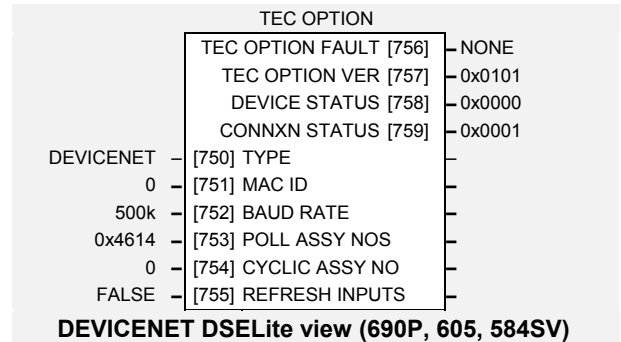 TEC OPTION
TEC OPTION FAULT [756] – NONE
TEC OPTION VER [757] – 0x0101
DEVICE STATUS [758] – 0x0000
CONNXN STATUS [759] – 0x0001
DEVICENET – [750] TYPE –
0 – [751] MAC ID –
500k – [752] BAUD RATE –
0x4614 – [753] POLL ASSY NOS –
0 – [754] CYCLIC ASSY NO –
FALSE – [755] REFRESH INPUTS –
DEVICENET DSELite view (690P, 605, 584SV)